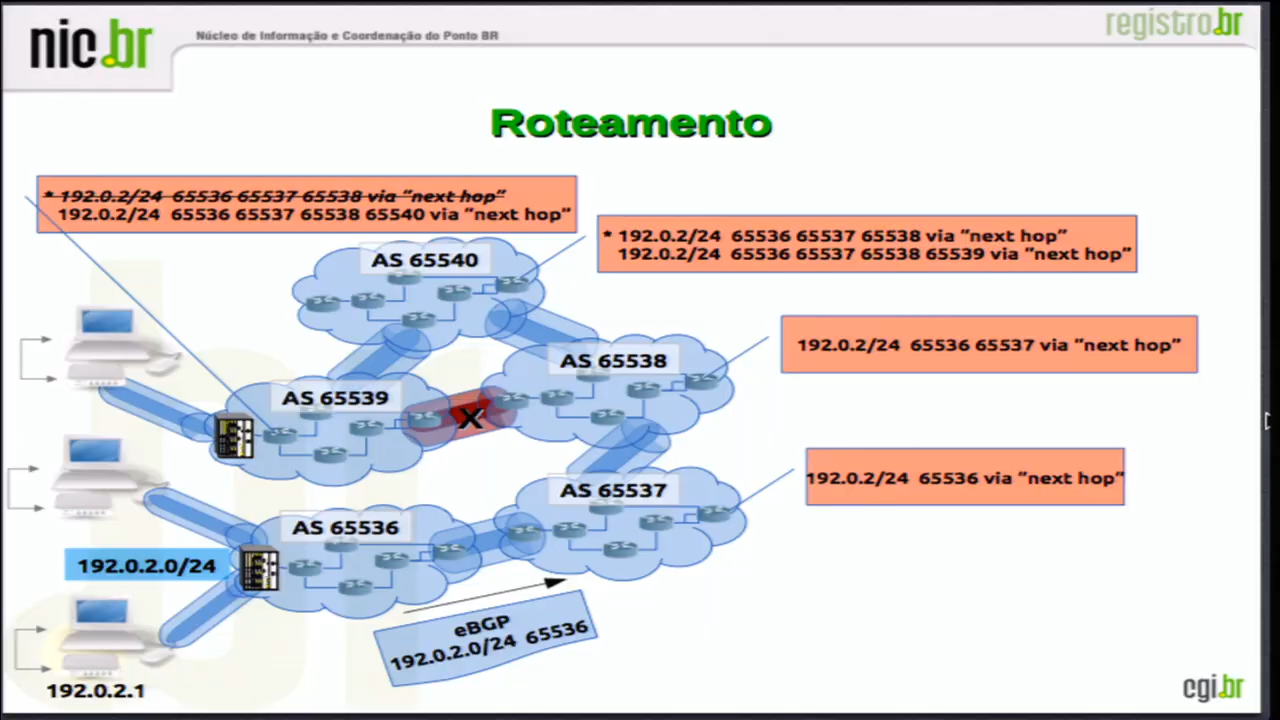 nic.br
Núcleo de Informação e Coordenação do Ponto BR
registro.br
Roteamento
* 192.0.2/24 65536 65537 65538 via "next hop"
192.0.2/24 65536 65537 65538 65540 via "next hop"
* 192.0.2/24 65536 65537 65538 via "next hop"
192.0.2/24 65536 65537 65538 65539 via "next hop"
AS 65540
192.0.2/24 65536 65537 via "next hop"
AS 65538
AS 65539
X
192.0.2/24 65536 via "next hop"
AS 65537
AS 65536
192.0.2.0/24
eBGP
192.0.2.0/24 65536
192.0.2.1
cgi.br